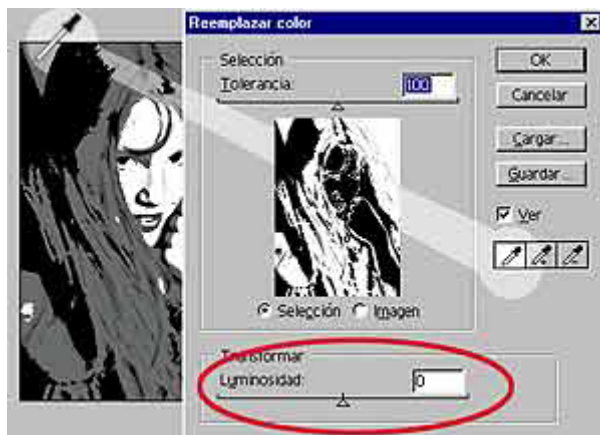 Reemplazar color
Selección
Tolerancia: 100
OK
Cancelar
Cargar...
Guardar...
Ver
Selección Imagen
Transformar
Luminosidad: 0